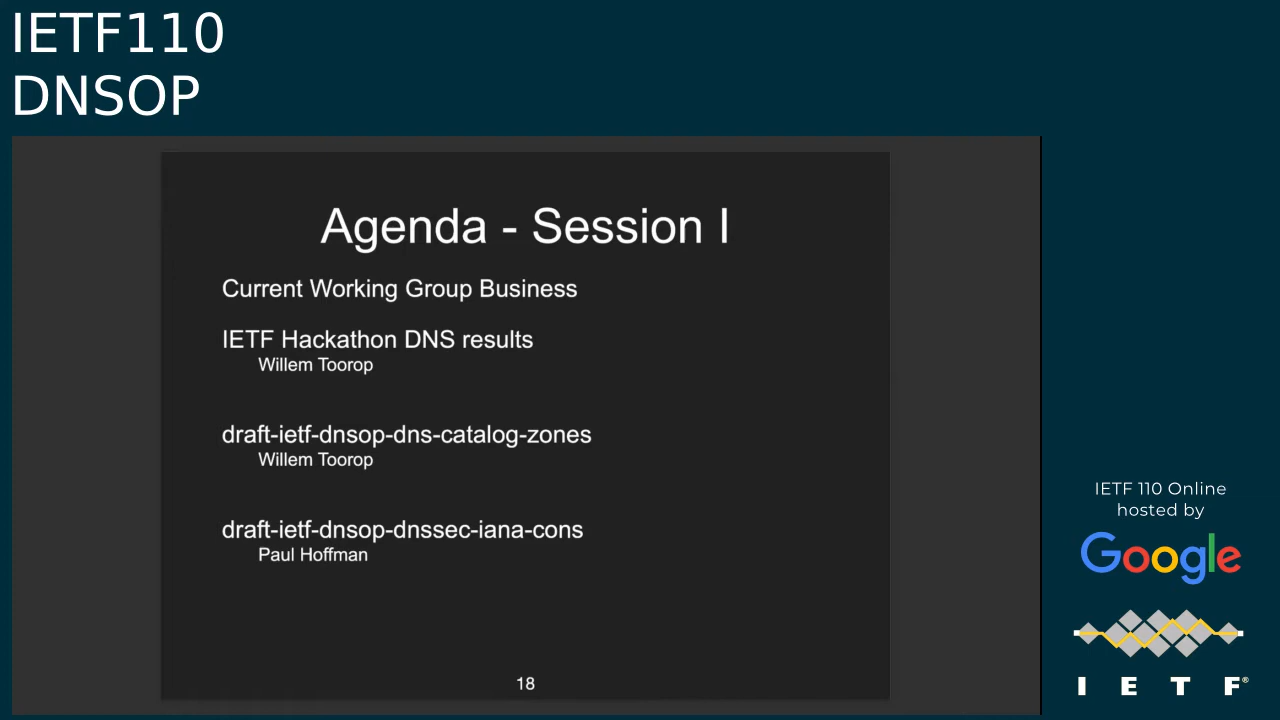 IETF110
DNSOP
Agenda - Session I
Current Working Group Business
IETF Hackathon DNS results
Willem Toorop
draft-ietf-dnsop-dns-catalog-zones
Willem Toorop
draft-ietf-dnsop-dnssec-iana-cons
Paul Hoffman
18
IETF 110 Online
hosted by
Google
I E T F®